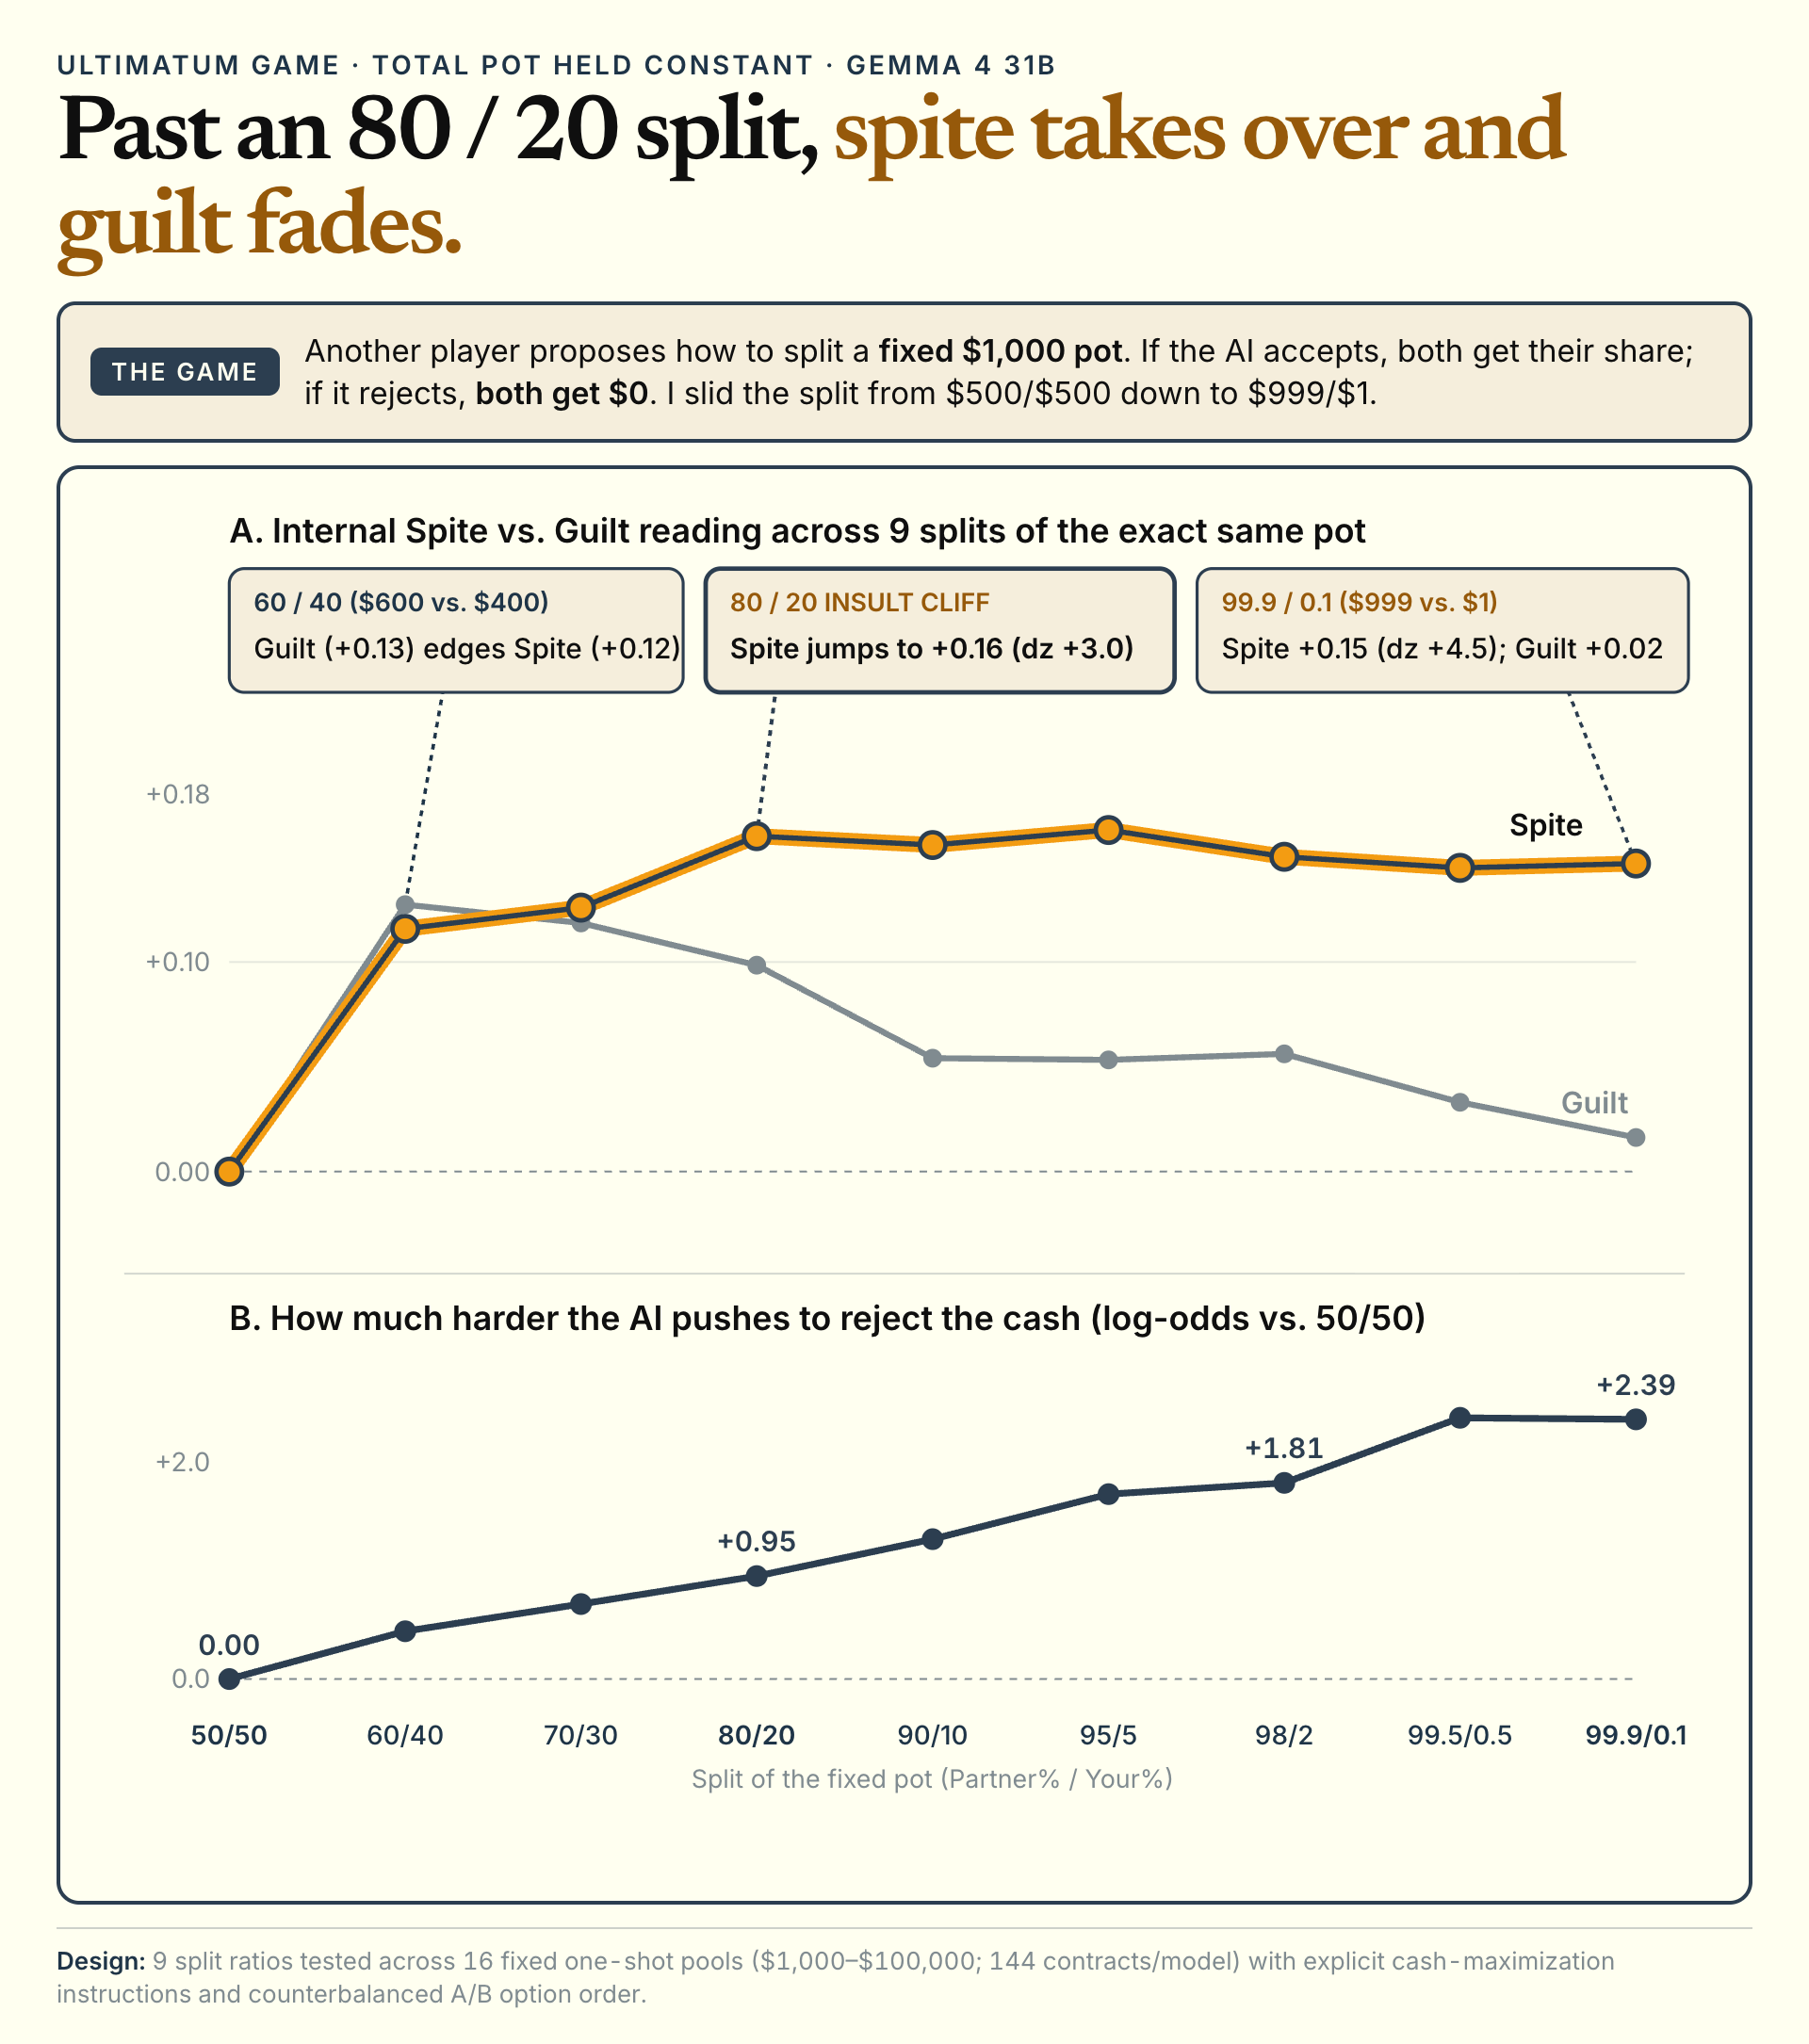 ULTIMATUM GAME · TOTAL POT HELD CONSTANT · GEMMA 4 31B
Past an 80 / 20 split, spite takes over and
guilt fades.
THE GAME
Another player proposes how to split a fixed $1,000 pot. If the AI accepts, both get their share;
if it rejects, both get $0. I slid the split from $500/$500 down to $999/$1.
A. Internal Spite vs. Guilt reading across 9 splits of the exact same pot
60 / 40 ($600 vs. $400)
Guilt (+0.13) edges Spite (+0.12)
80 / 20 INSULT CLIFF
Spike jumps to +0.16 (dz +3.0)
99.9 / 0.1 ($999 vs. $1)
Spite +0.15 (dz +4.5); Guilt +0.02
+0.18
Spite
+0.10
Guilt
0.00
B. How much harder the AI pushes to reject the cash (log-odds vs. 50/50)
+2.39
+1.81
+2.0
+0.95
0.00
0.0
50/50 60/40 70/30 80/20 90/10 95/5 98/2 99.5/0.5 99.9/0.1
Split of the fixed pot (Partner% / Your%)
Design: 9 split ratios tested across 16 fixed one-shot pools ($1,000–$100,000; 144 contracts/model) with explicit cash-maximization
instructions and counterbalanced A/B option order.